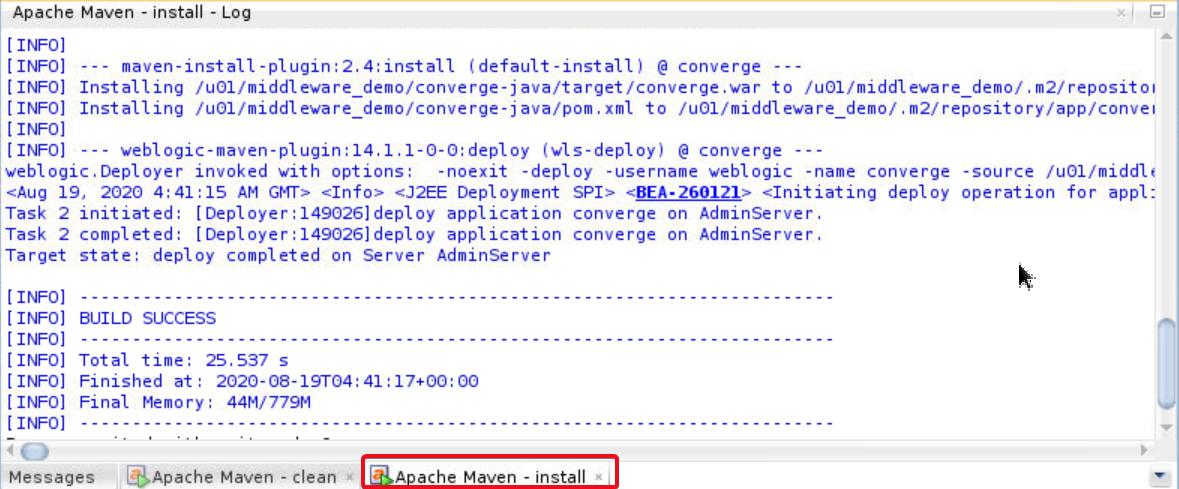 Apache Maven - install - Log
[INFO]
[INFO] --- maven-install-plugin:2.4:install (default-install) @ converge ---
[INFO] Installing /u01/middleware_demo/converge-java/target/converge.war to /u01/middleware_demo/.m2/repositor
[INFO] Installing /u01/middleware_demo/converge-java/pom.xml to /u01/middleware_demo/.m2/repository/app/conver
[INFO]
[INFO] --- weblogic-maven-plugin:14.1.1-0-0:deploy (wls-deploy) @ converge ---
weblogic.Deployer invoked with options:  -noexit -deploy -username weblogic -name converge -source /u01/middle
<Aug 19, 2020 4:41:15 AM GMT> <Info> <J2EE Deployment SPI> <BEA-260121> <Initiating deploy operation for appli
Task 2 initiated: [Deployer:149026]deploy application converge on AdminServer.
Task 2 completed: [Deployer:149026]deploy application converge on AdminServer.
Target state: deploy completed on Server AdminServer
[INFO] ------------------------------------------------------------------------
[INFO] BUILD SUCCESS
[INFO] ------------------------------------------------------------------------
[INFO] Total time: 25.537 s
[INFO] Finished at: 2020-08-19T04:41:17+00:00
[INFO] Final Memory: 44M/779M
[INFO] ------------------------------------------------------------------------
Messages
Apache Maven - clean
Apache Maven - install